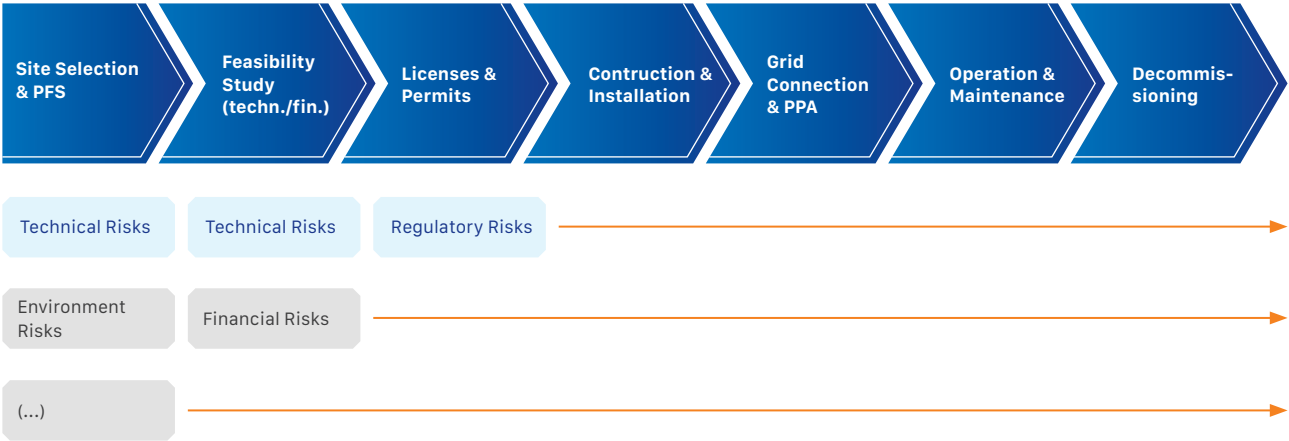 Site Selection
& PFS
Feasibility
Study
(techn./fin.)
Licenses &
Permits
Contruction &
Installation
Grid
Connection
& PPA
Operation &
Maintenance
Decommis-
sioning
Technical Risks
Technical Risks
Regulatory Risks
Environment
Risks
Financial Risks
(...)